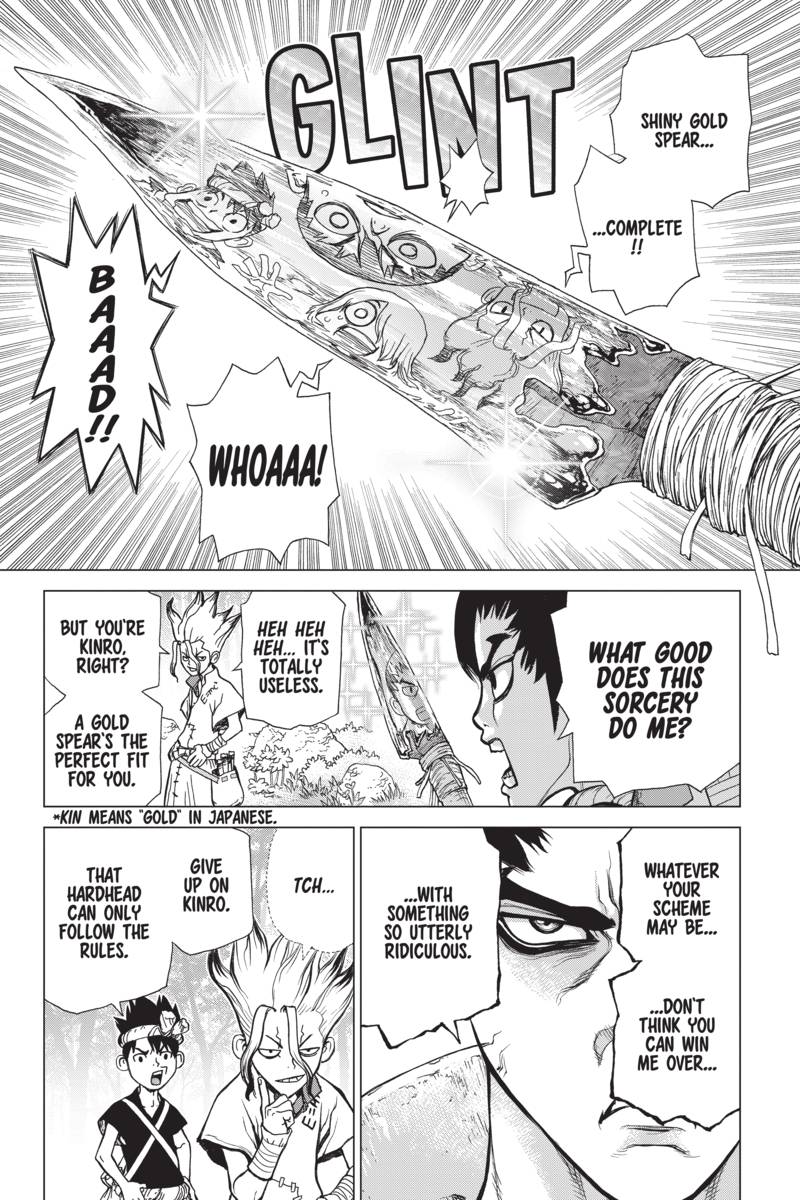 GLINT
SHINY GOLD
SPEAR...
...COMPLETE
!!
BAAAD!!
WHOAAA!
WHAT GOOD
DOES THIS
SORCERY
DO ME?
HEH HEH
HEH... IT'S
TOTALLY
USELESS.
BUT YOU'RE
KINRO,
RIGHT?
A GOLD
SPEAR'S THE
PERFECT FIT
FOR YOU.
*KIN MEANS "GOLD" IN JAPANESE.
WHATEVER
YOUR
SCHEME
MAY BE...
...DON'T
THINK YOU
CAN WIN
ME OVER...
...WITH
SOMETHING
SO UTTERLY
RIDICULOUS.
TCH...
GIVE
UP ON
KINRO.
THAT
HARDHEAD
CAN ONLY
FOLLOW THE
RULES.